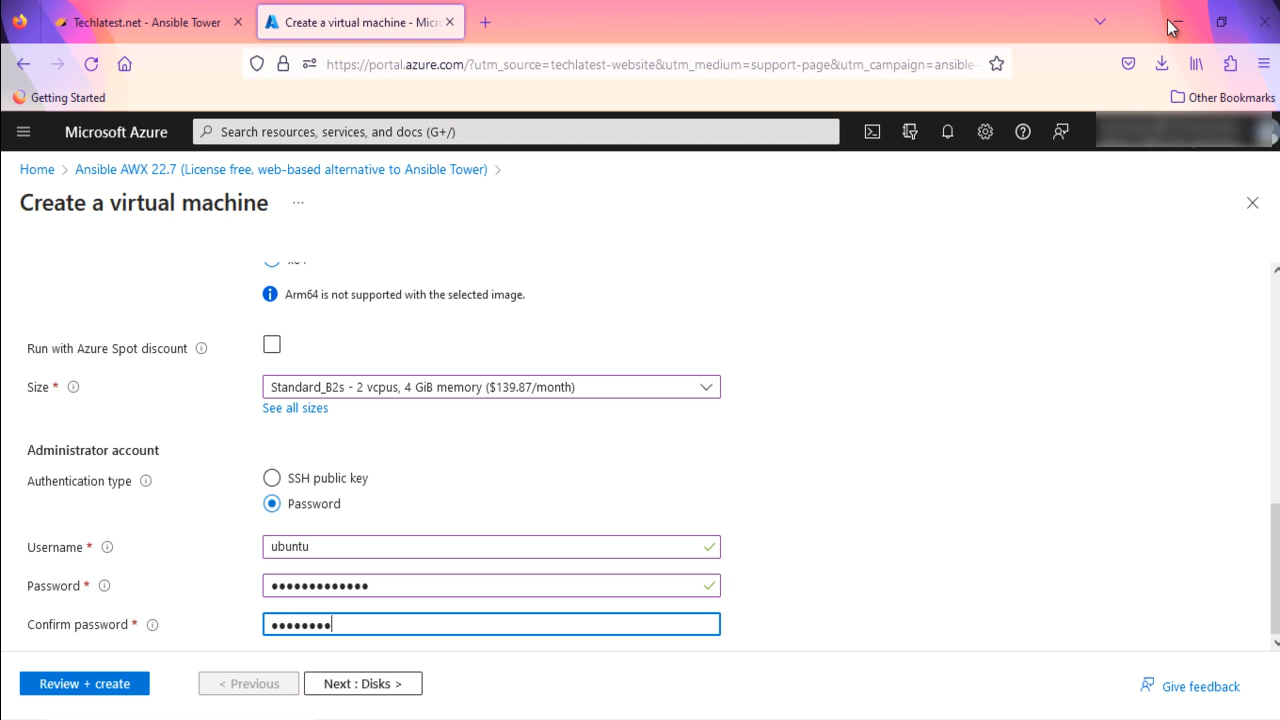 Techlatest.net - Ansible Tower
Create a virtual machine - Micr
https://portal.azure.com/?utm_source=techlatest-website&utm_medium=support-page&utm_campaign=ansible-
Getting Started
Other Bookmarks
Microsoft Azure
Search resources, services, and docs (G+/)
Home > Ansible AWX 22.7 (License free, web-based alternative to Ansible Tower) >
Create a virtual machine ...
Arm64 is not supported with the selected image.
Run with Azure Spot discount
Size *
Standard_B2s - 2 vcpus, 4 GiB memory ($139.87/month)
See all sizes
Administrator account
Authentication type
SSH public key
Password
Username *
ubuntu
Password *
●●●●●●●●●●●●●
Confirm password *
●●●●●●●●
Review + create
< Previous
Next : Disks >
Give feedback